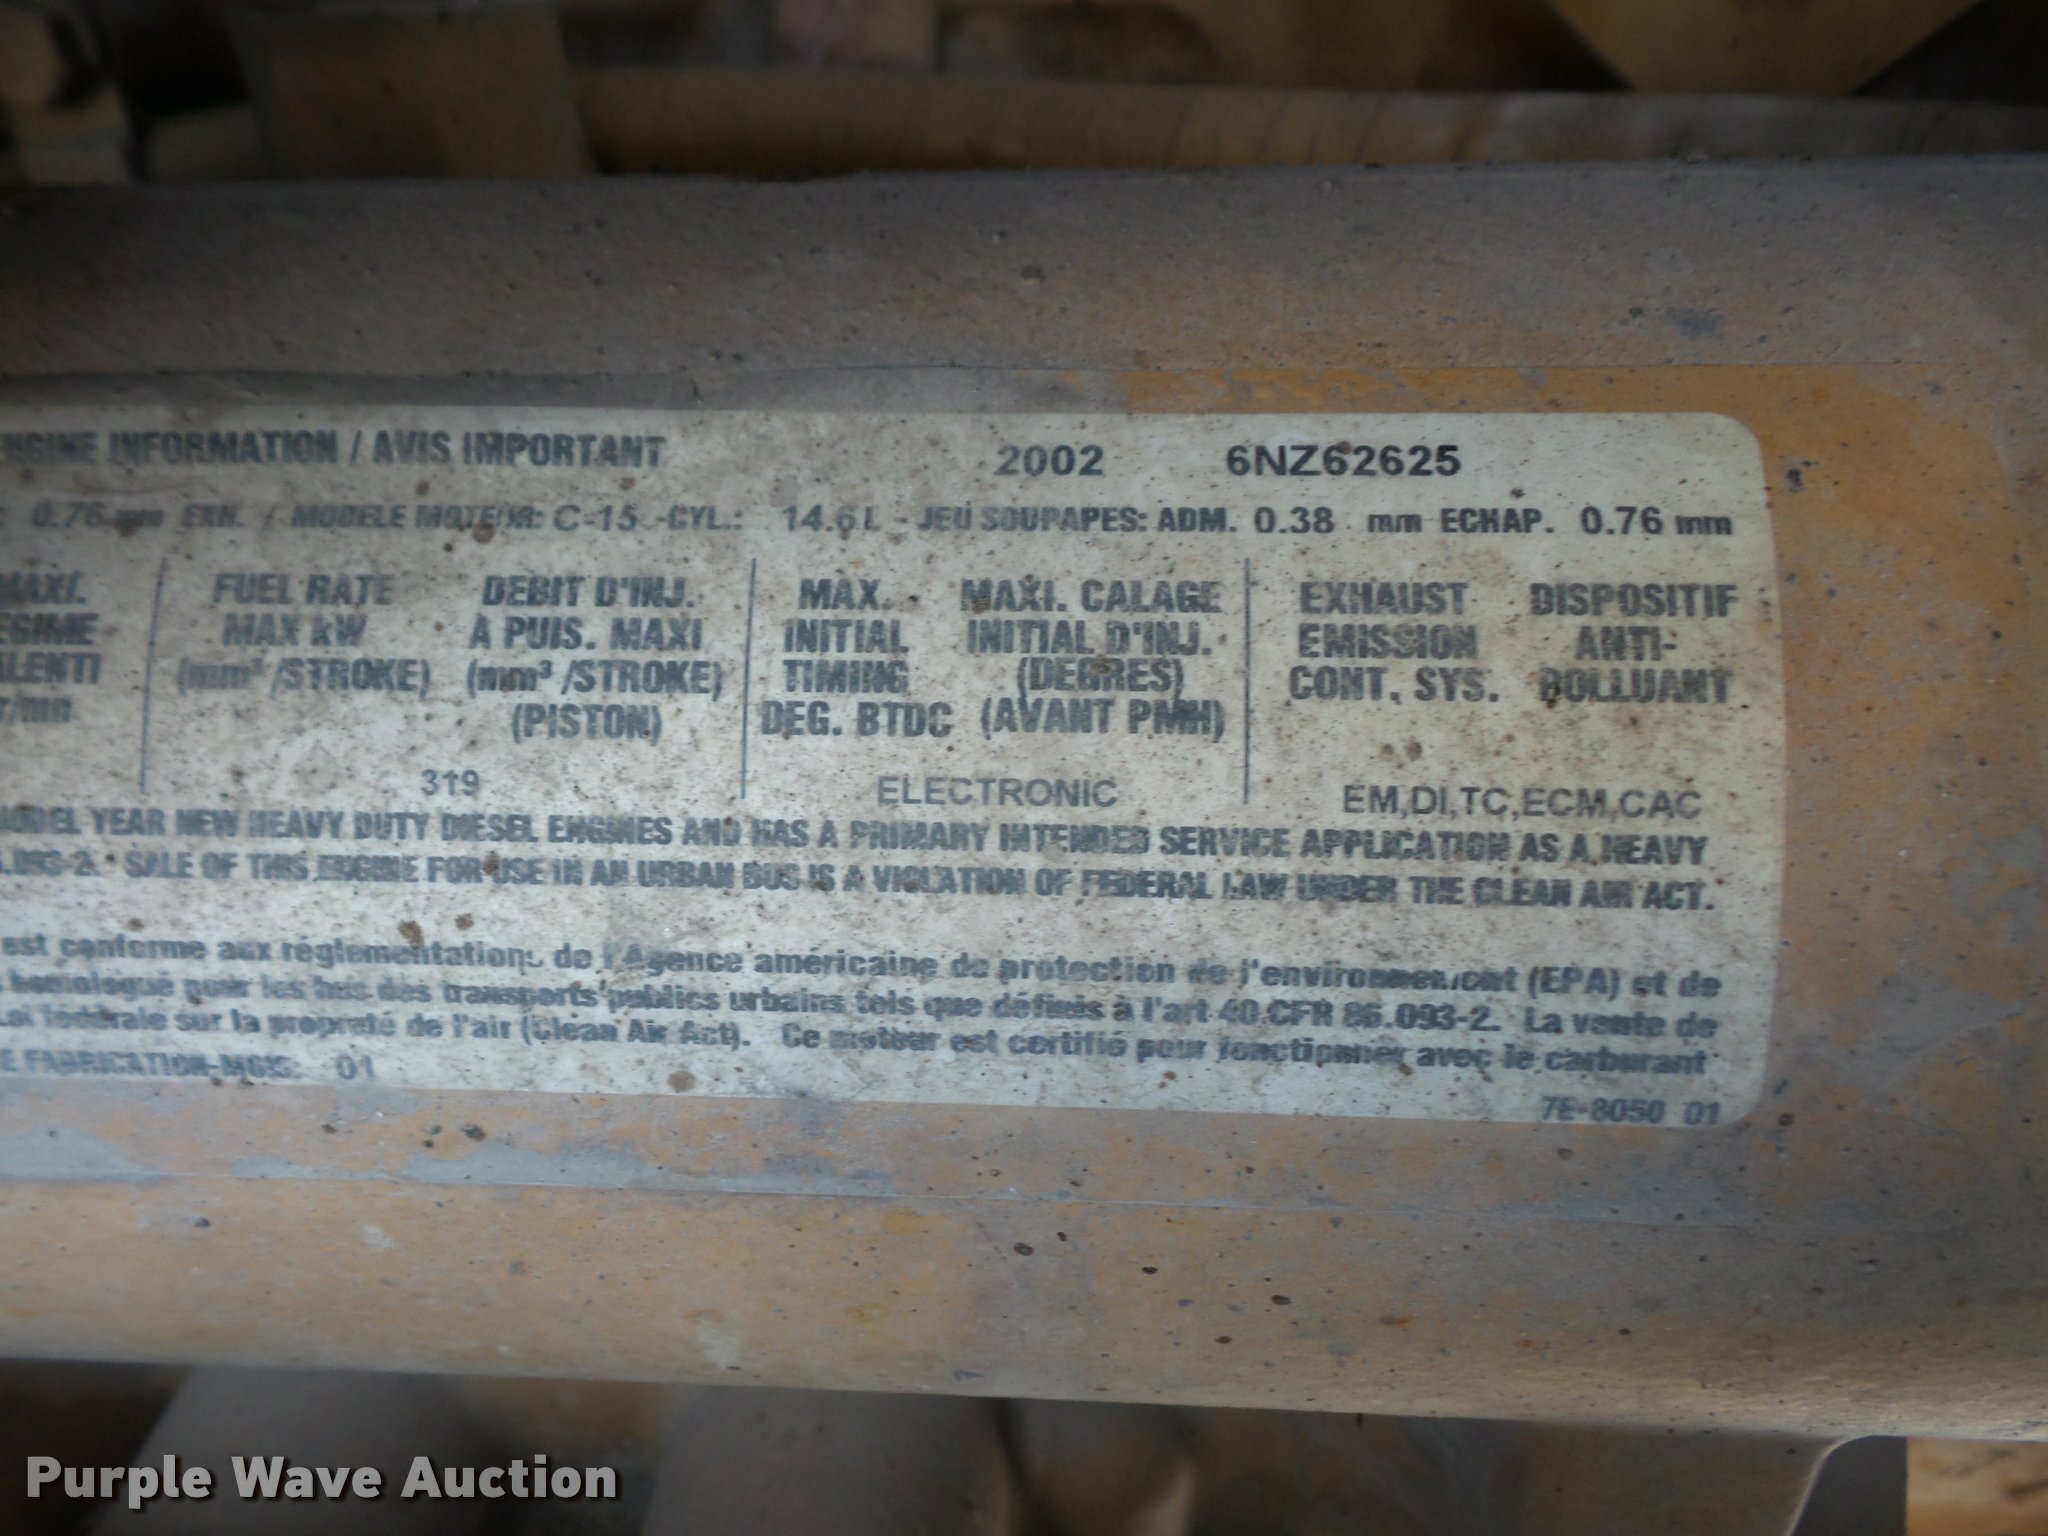 ENGINE INFORMATION / AVIS IMPORTANT 2002 6NZ62625
0.76 mm EXH. / MODELE MOTEUR: C-15 -CYL.: 14.6 L - JEU SOUPAPES: ADM. 0.38 mm ECHAP. 0.76 mm
MAXI. FUEL RATE DEBIT D'INJ. MAX. MAXI. CALAGE EXHAUST DISPOSITIF
REGIME MAX kW A PUIS. MAXI INITIAL INITIAL D'INJ. EMISSION ANTI-
RALENTI (mm³ /STROKE) (mm³ /STROKE) TIMING (DEGRES) CONT. SYS. POLLUANT
T/mn (PISTON) DEG. BTDC (AVANT PMH)
319 ELECTRONIC EM,DI,TC,ECM,CAC
MODEL YEAR NEW HEAVY DUTY DIESEL ENGINES AND HAS A PRIMARY INTENDED SERVICE APPLICATION AS A HEAVY
.093-2. SALE OF THIS ENGINE FOR USE IN AN URBAN BUS IS A VIOLATION OF FEDERAL LAW UNDER THE CLEAN AIR ACT.
est conforme aux réglementations de l'Agence américaine de protection de l'environnement (EPA) et de
homologué pour les bus des transports publics urbains tels que définis à l'art 40 CFR 86.093-2. La vente de
Loi fédérale sur la propreté de l'air (Clean Air Act). Ce moteur est certifié pour fonctionner avec le carburant
E FABRICATION-MOIS: 01
7E-8050 01
Purple Wave Auction